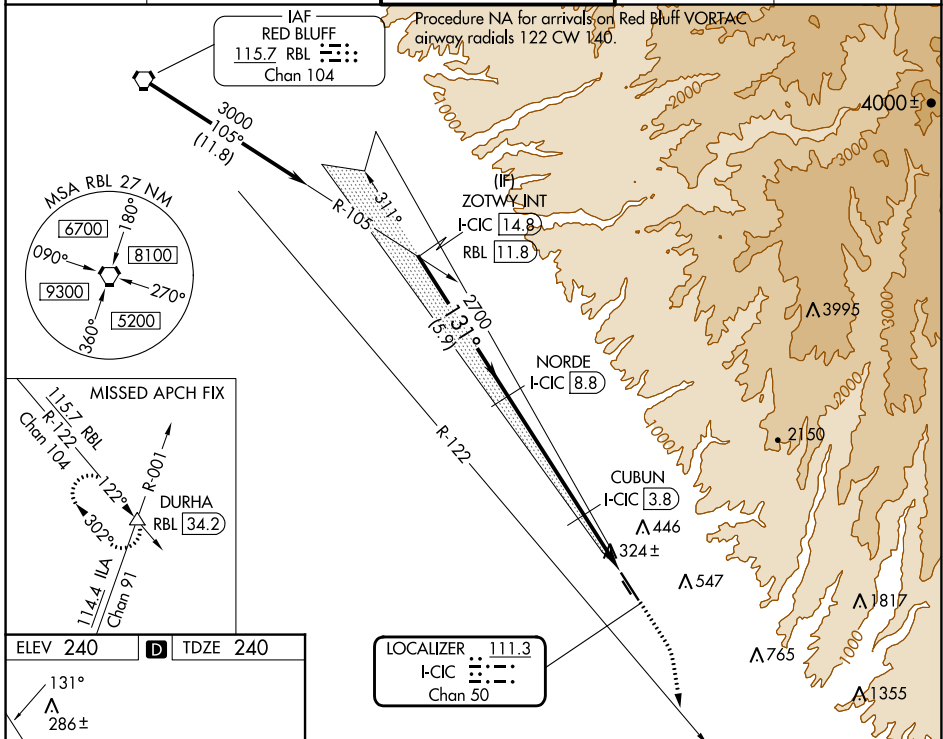 IAF
RED BLUFF
115.7 RBL
Chan 104
Procedure NA for arrivals on Red Bluff VORTAC
airway radials 122 CW 140.
3000
105°
(11.8)
R-105
311°
(IF)
ZOTWY INT
I-CIC 14.8
RBL 11.8
2700
131°
(5.9)
NORDE
I-CIC 8.8
R-122
CUBUN
I-CIC 3.8
446
324±
547
4000±
2000
3000
1000
3995
3000
2000
2150
1000
1817
1000
765
1355
MSA RBL 27 NM
6700
180°
090°
8100
9300
270°
5200
360°
MISSED APCH FIX
115.7 RBL
R-122
Chan 104
122°
R-001
DURHA
RBL 34.2
302°
114.4 ILA
Chan 91
LOCALIZER 111.3
I-CIC
Chan 50
ELEV 240 D TDZE 240
131°
286±